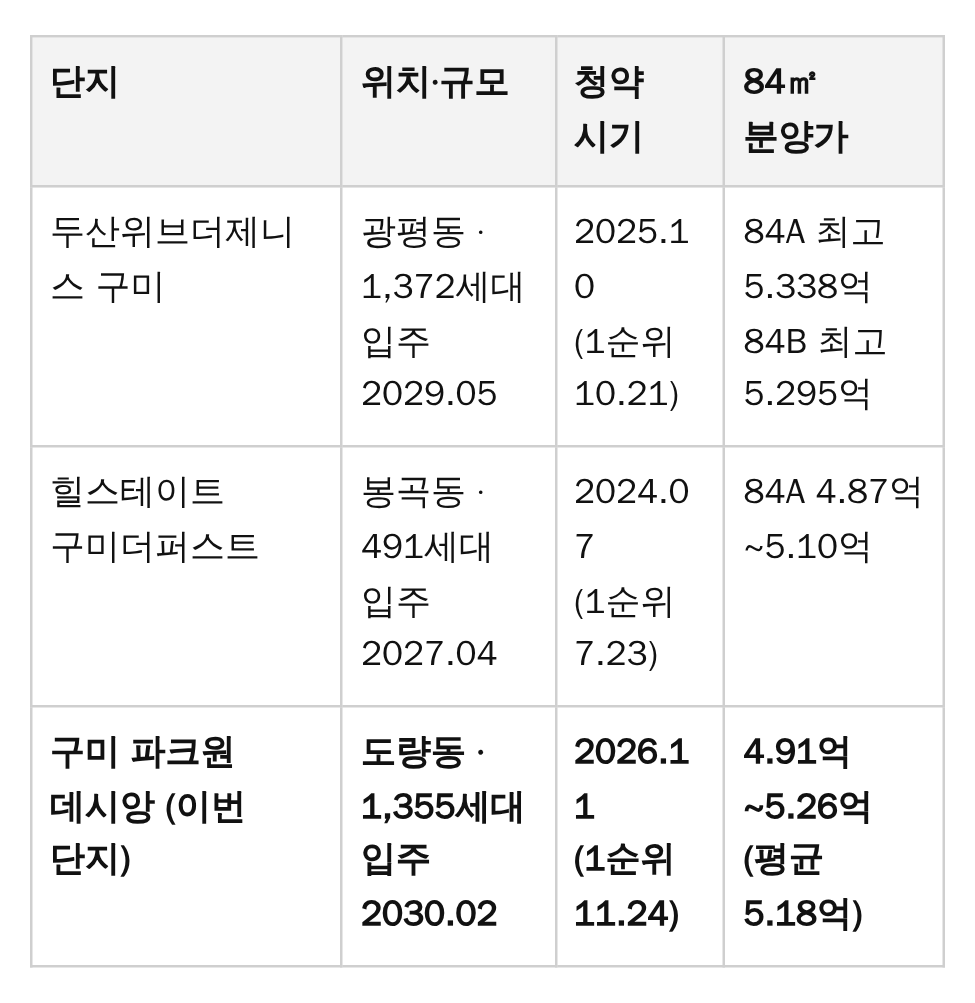 단지
위치·규모
청약
시기
84㎡
분양가
두산위브더제니
스 구미
광평동 ·
1,372세대
입주
2029.05
2025.1
0
(1순위
10.21)
84A 최고
5.338억
84B 최고
5.295억
힐스테이트
구미더퍼스트
봉곡동 ·
491세대
입주
2027.04
2024.0
7
(1순위
7.23)
84A 4.87억
~5.10억
구미 파크원
데시앙 (이번
단지)
도량동 ·
1,355세대
입주
2030.02
2026.1
1
(1순위
11.24)
4.91억
~5.26억
(평균
5.18억)